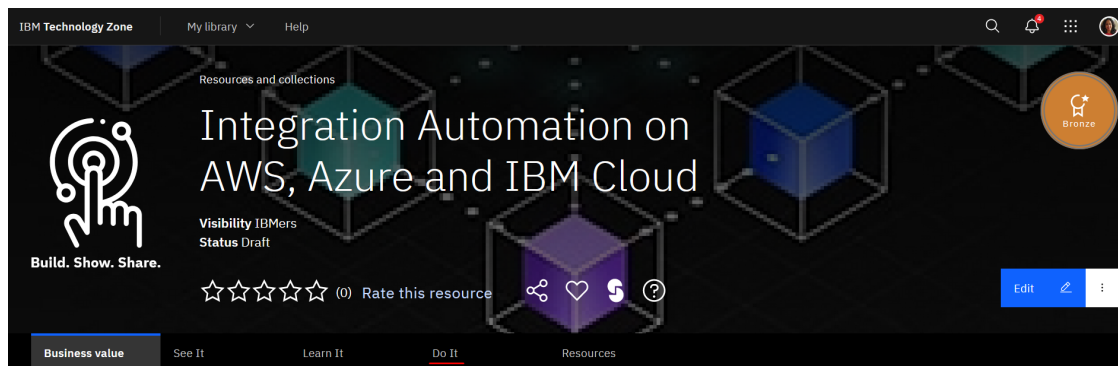 IBM Technology Zone My library Help
4
Resources and collections
Integration Automation on
AWS, Azure and IBM Cloud
Bronze
Visibility IBMers
Status Draft
Build. Show. Share.
(0) Rate this resource
Edit
Business value See It Learn It Do It Resources